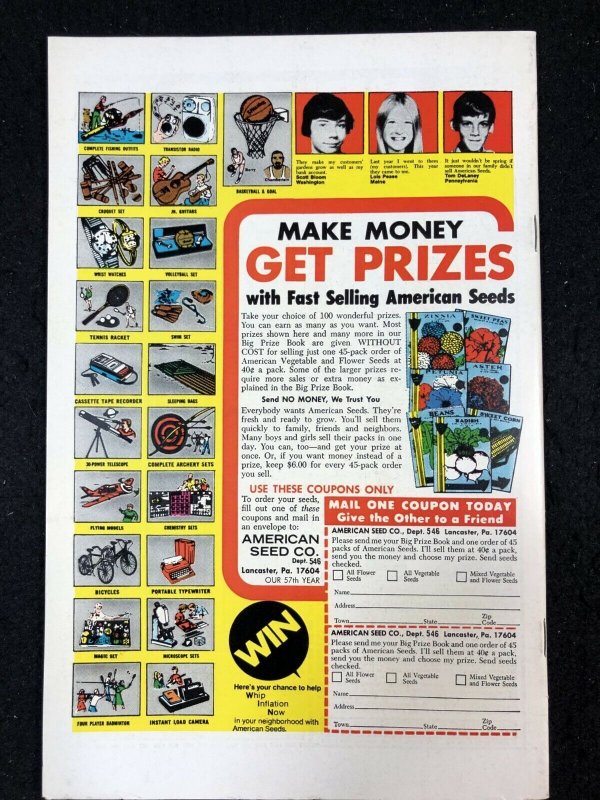 COMPLETE FISHING OUTFITS
TRANSISTOR RADIO
CROQUET SET
JR. GUITARS
WRIST WATCHES
VOLLEYBALL SET
TENNIS RACKET
SWIM SET
CASSETTE TAPE RECORDER
SLEEPING BAGS
30-POWER TELESCOPE
COMPLETE ARCHERY SETS
FLYING MODELS
CHEMISTRY SETS
BICYCLES
PORTABLE TYPEWRITER
MAGIC SET
MICROSCOPE SETS
FOUR PLAYER BADMINTON
INSTANT LOAD CAMERA
BASKETBALL & GOAL
They make my customers'
gardens grow as well as my
bank account.
Scott Bloom
Washington
Last year I went to them
(my customers). This year
they came to me.
Lois Pease
Maine
It just wouldn't be spring if
someone in our family didn't
sell American Seeds.
Tom DeLaney
Pennsylvania
MAKE MONEY
GET PRIZES
with Fast Selling American Seeds
Take your choice of 100 wonderful prizes.
You can earn as many as you want. Most
prizes shown here and many more in our
Big Prize Book are given WITHOUT
COST for selling just one 45-pack order of
American Vegetable and Flower Seeds at
40¢ a pack. Some of the larger prizes re-
quire more sales or extra money as ex-
plained in the Big Prize Book.
Send NO MONEY, We Trust You
Everybody wants American Seeds. They're
fresh and ready to grow. You'll sell them
quickly to family, friends and neighbors.
Many boys and girls sell their packs in one
day. You can, too—and get your prize at
once. Or, if you want money instead of a
prize, keep $6.00 for every 45-pack order
you sell.
ZINNIA
SWEET PEAS
PETUNIA
ASTER
BEANS
RADISH
SWEET CORN
USE THESE COUPONS ONLY
To order your seeds,
fill out one of these
coupons and mail in
an envelope to:
AMERICAN
SEED CO.
Dept. 546
Lancaster, Pa. 17604
OUR 57th YEAR
WIN
Here's your chance to help
Whip
Inflation
Now
in your neighborhood with
American Seeds.
MAIL ONE COUPON TODAY
Give the Other to a Friend
AMERICAN SEED CO., Dept. 546 Lancaster, Pa. 17604
Please send me your Big Prize Book and one order of 45
packs of American Seeds. I'll sell them at 40¢ a pack,
send you the money and choose my prize. Send seeds
checked.
All Flower Seeds
All Vegetable Seeds
Mixed Vegetable and Flower Seeds
Name
Address
Town State Zip Code
AMERICAN SEED CO., Dept. 546 Lancaster, Pa. 17604
Please send me your Big Prize Book and one order of 45
packs of American Seeds. I'll sell them at 40¢ a pack,
send you the money and choose my prize. Send seeds
checked.
All Flower Seeds
All Vegetable Seeds
Mixed Vegetable and Flower Seeds
Name
Address
Town State Zip Code